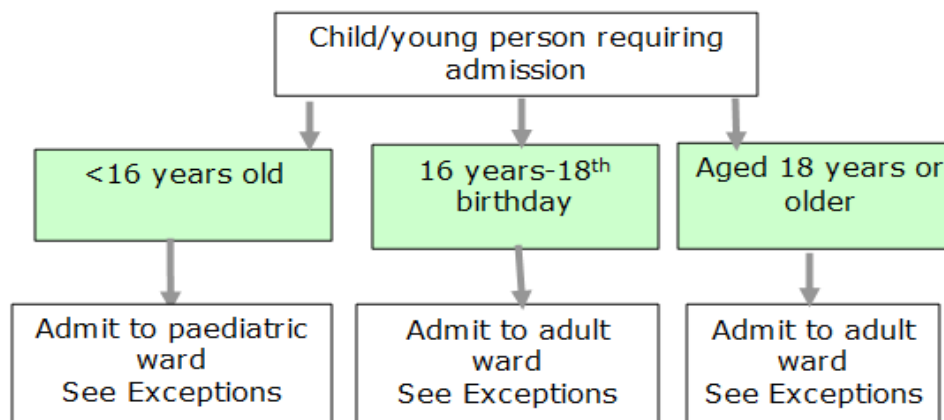 Child/young person requiring
admission
<16 years old
16 years-18th
birthday
Aged 18 years or
older
Admit to paediatric
ward
See Exceptions
Admit to adult
ward
See Exceptions
Admit to adult
ward
See Exceptions